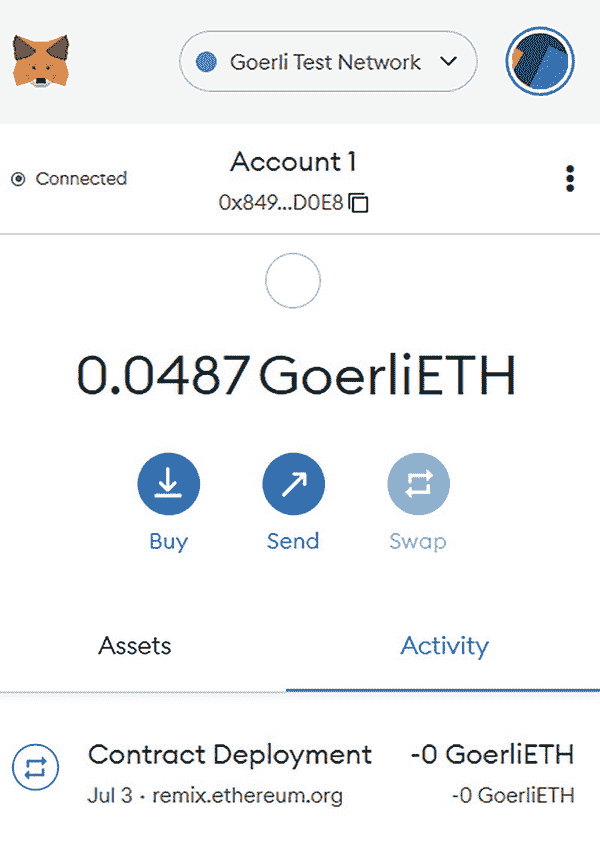 Goerli Test Network
Account 1
Connected
0x849...D0E8
0.0487 GoerliETH
Buy Send Swap
Assets Activity
Contract Deployment -0 GoerliETH
Jul 3 · remix.ethereum.org -0 GoerliETH